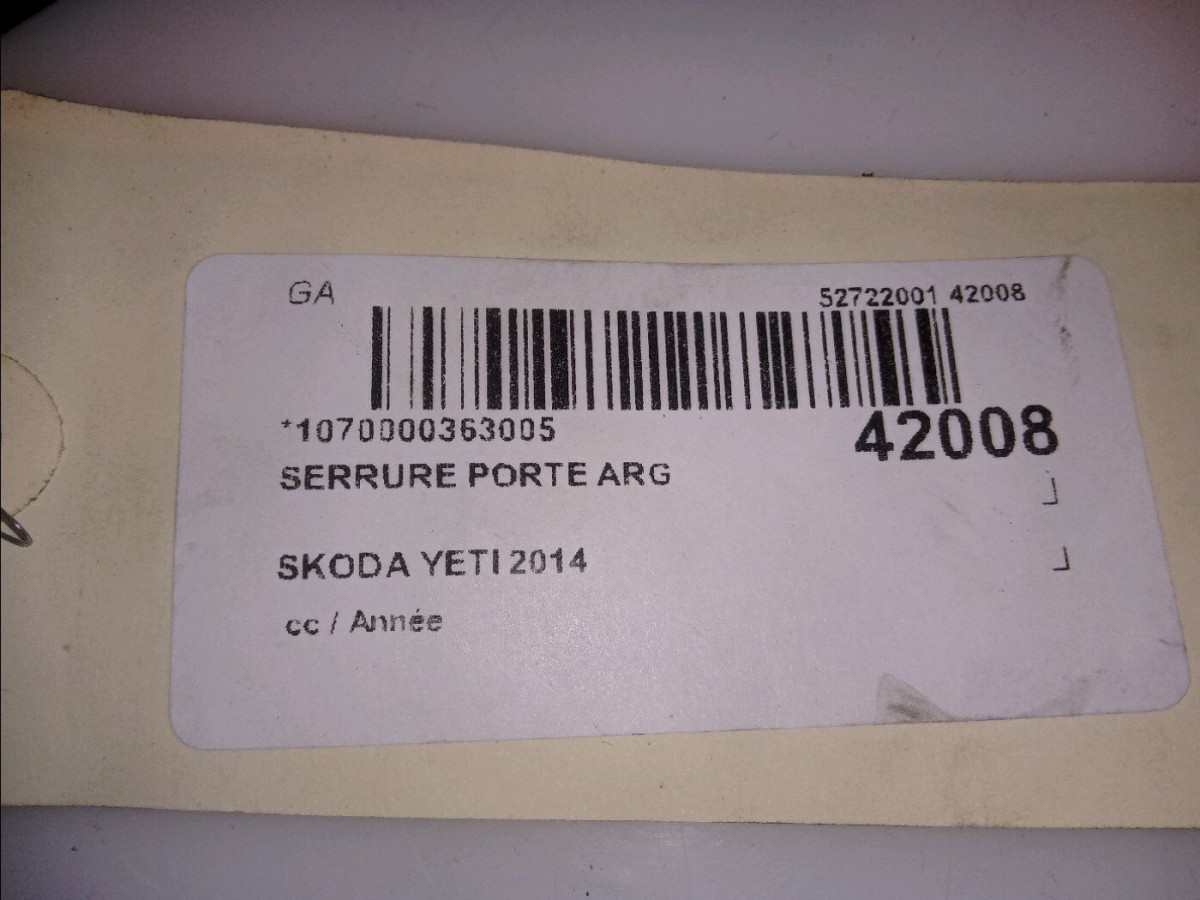 GA
52722001 42008
*1070000363005
42008
SERRURE PORTE ARG
SKODA YETI 2014
cc / Année